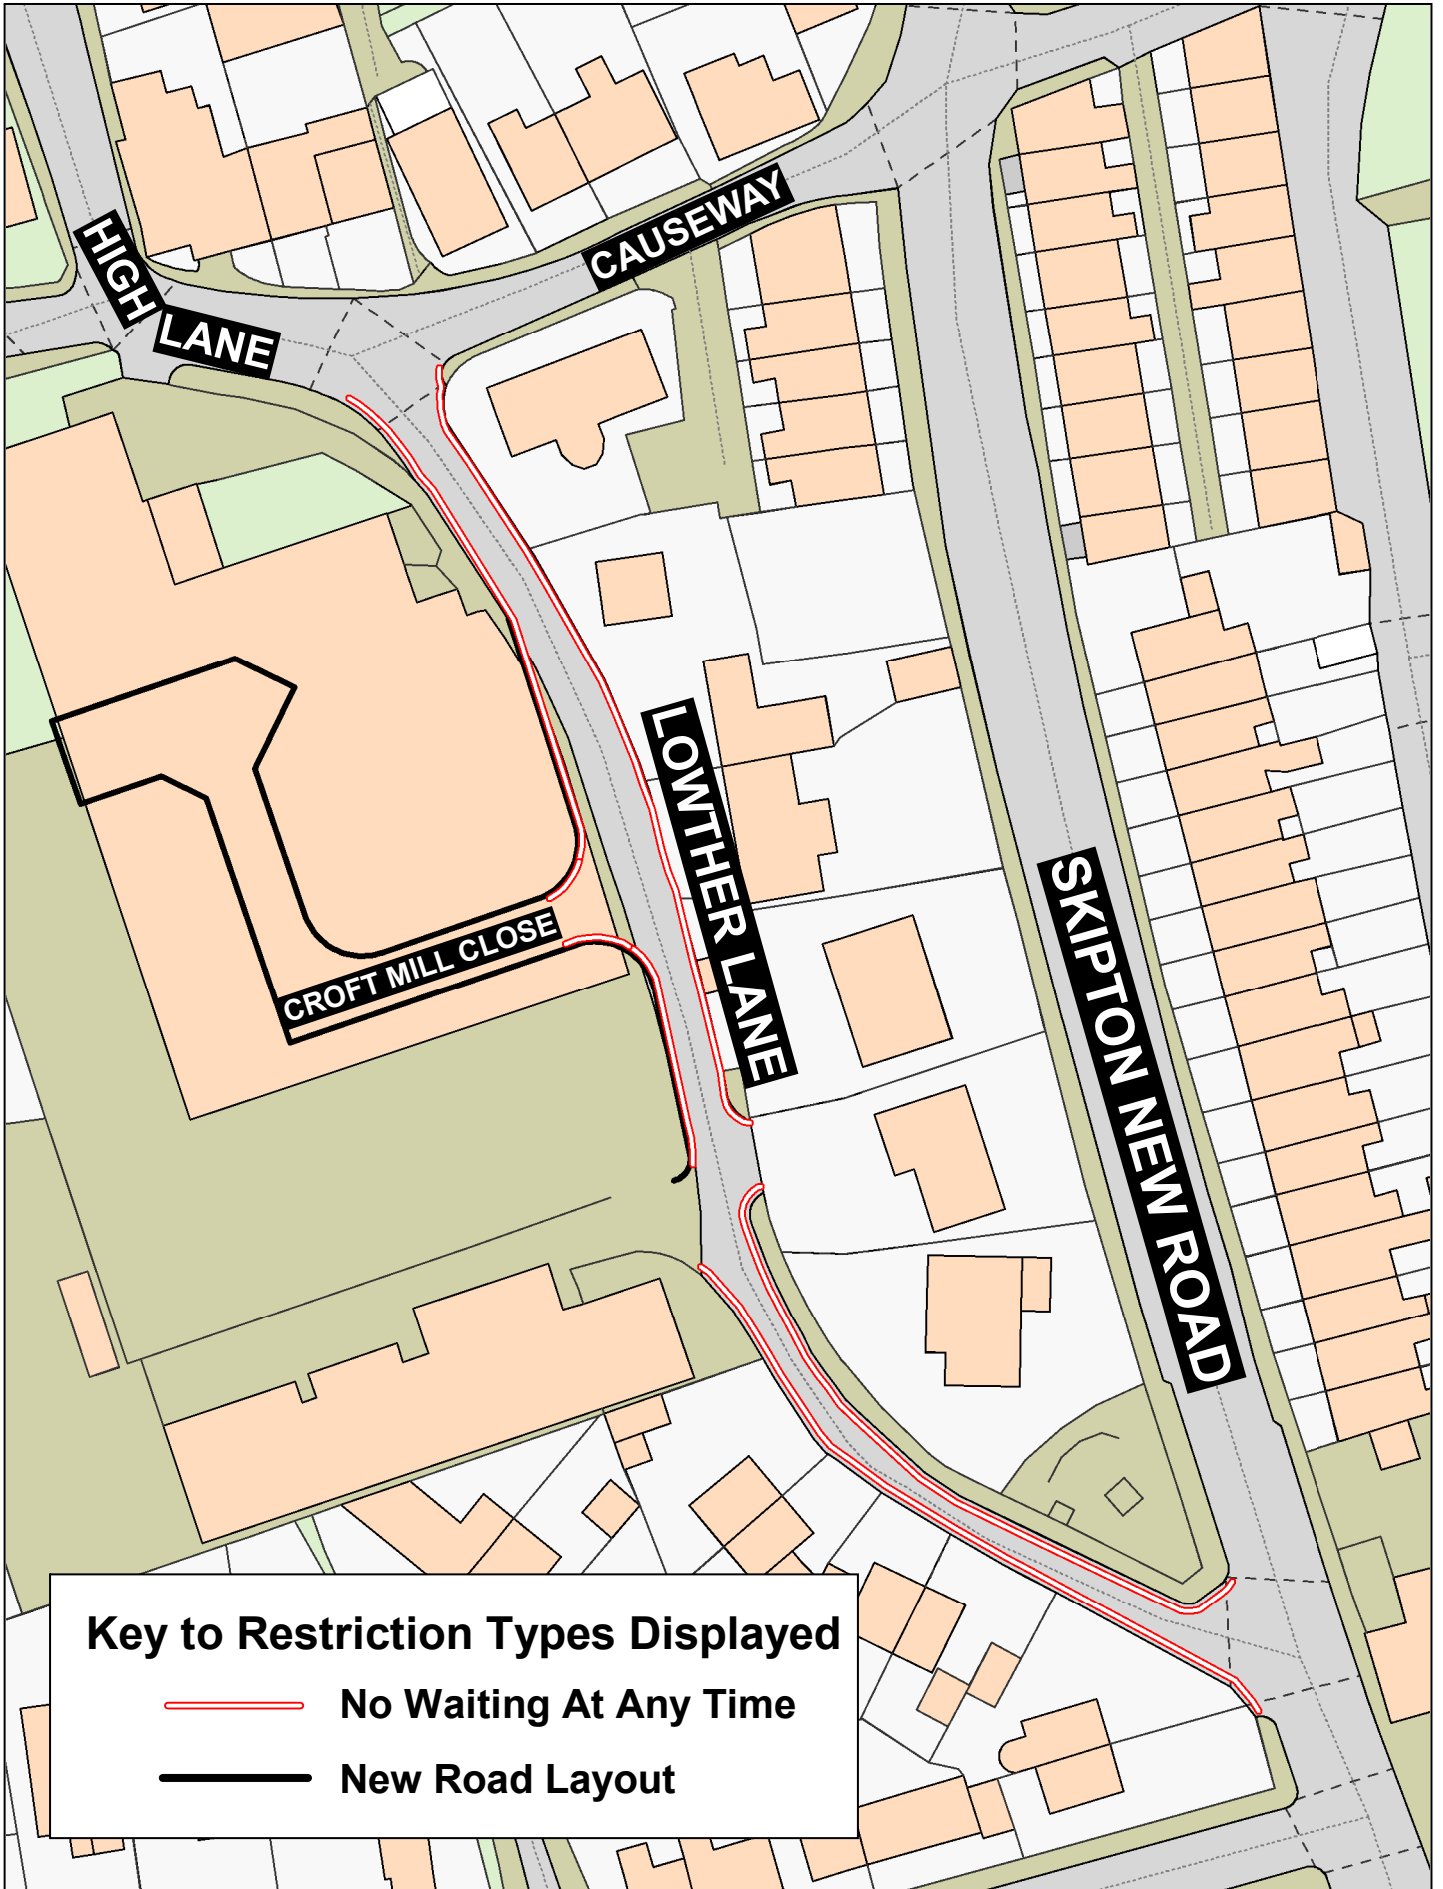 HIGH
LANE
CAUSEWAY
LOWTHER LANE
CROFT MILL CLOSE
SKIPTON NEW ROAD
Key to Restriction Types Displayed
No Waiting At Any Time
New Road Layout